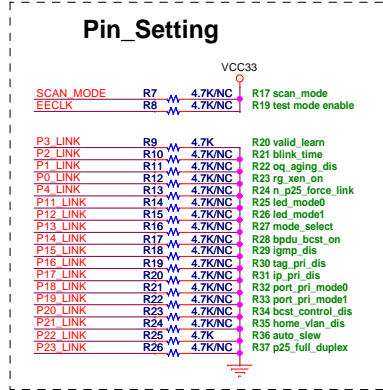 Pin_Setting
VCC33
SCAN_MODE R7 4.7K/NC R17 scan_mode
EECLK R8 4.7K/NC R19 test mode enable
P3_LINK R9 4.7K R20 valid_learn
P2_LINK R10 4.7K/NC R21 blink_time
P1_LINK R11 4.7K/NC R22 oq_aging_dis
P0_LINK R12 4.7K/NC R23 rg_xen_on
P4_LINK R13 4.7K/NC R24 n_p25_force_link
P11_LINK R14 4.7K/NC R25 led_mode0
P12_LINK R15 4.7K/NC R26 led_mode1
P13_LINK R16 4.7K/NC R27 mode_select
P14_LINK R17 4.7K/NC R28 bpdu_bcst_on
P15_LINK R18 4.7K/NC R29 igmp_dis
P16_LINK R19 4.7K/NC R30 tag_pri_dis
P17_LINK R20 4.7K/NC R31 ip_pri_dis
P18_LINK R21 4.7K/NC R32 port_pri_mode0
P19_LINK R22 4.7K/NC R33 port_pri_mode1
P20_LINK R23 4.7K/NC R34 bcst_control_dis
P21_LINK R24 4.7K/NC R35 home_vlan_dis
P22_LINK R25 4.7K R36 auto_slew
P23_LINK R26 4.7K/NC R37 p25_full_duplex